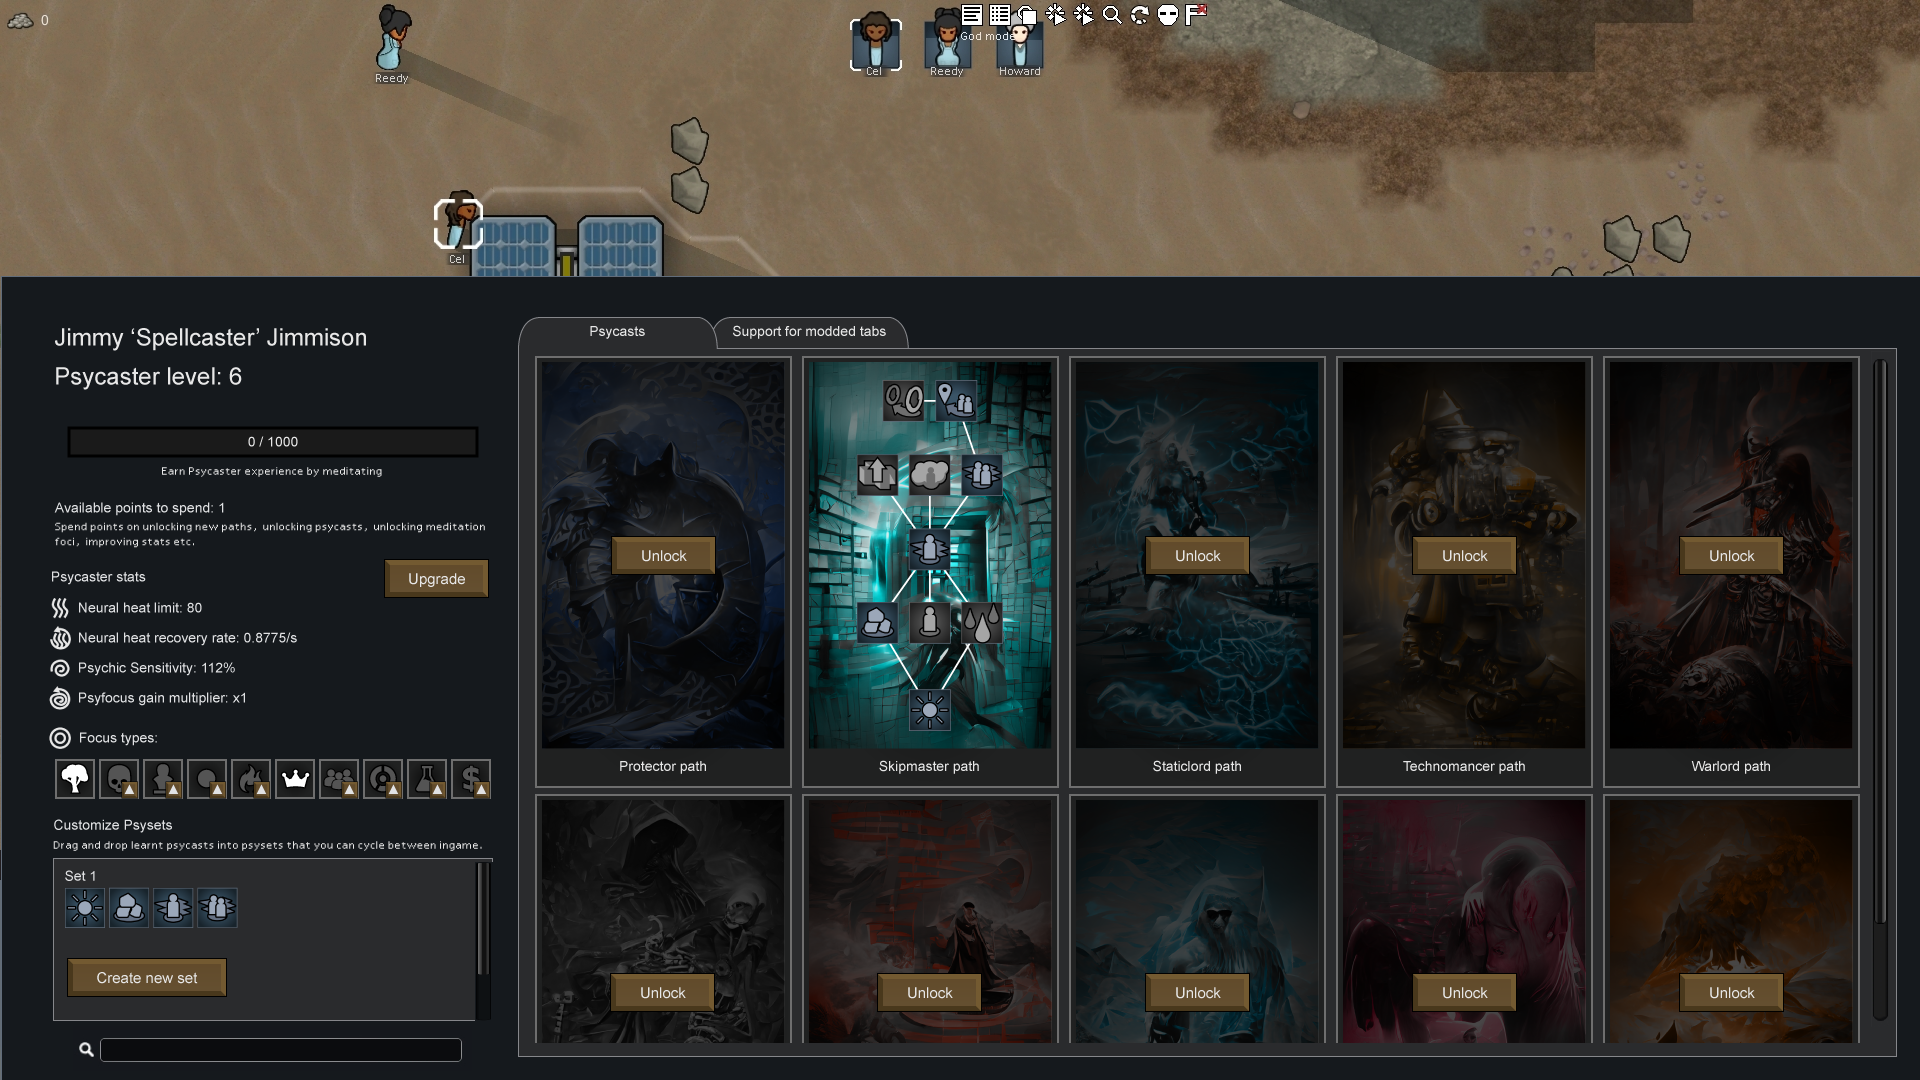 0
Reedy
God mode
Cel
Reedy
Howard
Cel
Jimmy ‘Spellcaster’ Jimmison
Psycaster level: 6
0 / 1000
Earn Psycaster experience by meditating
Available points to spend: 1
Spend points on unlocking new paths, unlocking psycasts, unlocking meditation
foci, improving stats etc.
Psycaster stats
Upgrade
Neural heat limit: 80
Neural heat recovery rate: 0.8775/s
Psychic Sensitivity: 112%
Psyfocus gain multiplier: x1
Focus types:
Customize Psysets
Drag and drop learnt psycasts into psysets that you can cycle between ingame.
Set 1
Create new set
Psycasts
Support for modded tabs
Unlock
Unlock
Unlock
Unlock
Protector path
Skipmaster path
Staticlord path
Technomancer path
Warlord path
Unlock
Unlock
Unlock
Unlock
Unlock